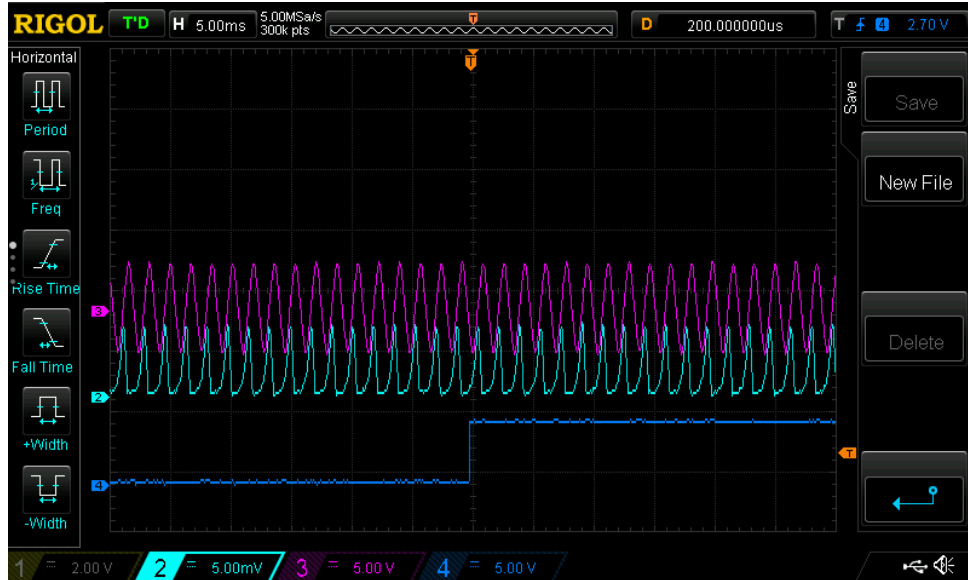 RIGOL T'D H 5.00ms 5.00MSa/s 300k pts T D 200.000000us T 4 2.70 V
Horizontal
Period
Freq
Rise Time
Fall Time
+Width
-Width
T
3
2
4
T
Save
Save
New File
Delete
1 = 2.00 V 2 = 5.00mV 3 = 5.00 V 4 = 5.00 V